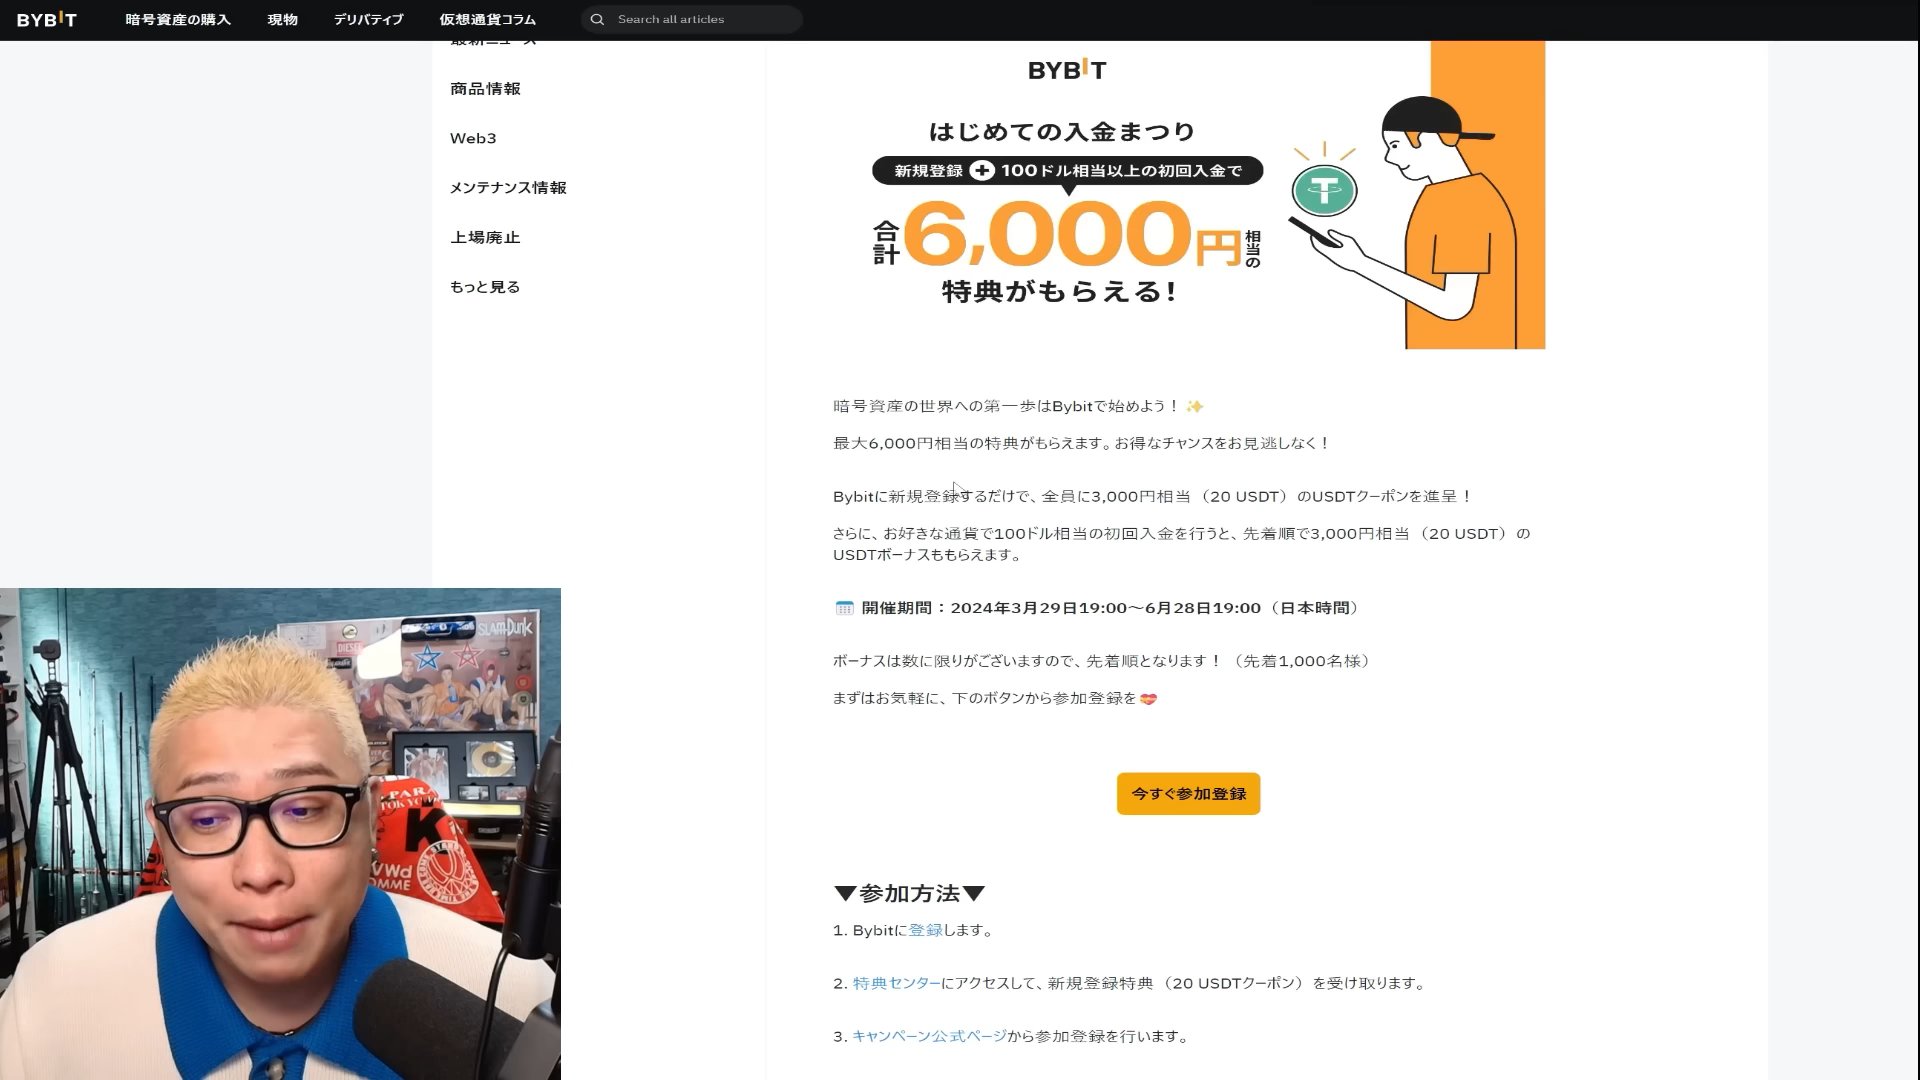 BYBIT
暗号資産の購入
現物
デリバティブ
仮想通貨コラム
Search all articles
最新ニュース
商品情報
Web3
メンテナンス情報
上場廃止
もっと見る
BYBIT
はじめての入金まつり
新規登録 + 100ドル相当以上の初回入金で
合計6,000円相当の
特典がもらえる!
暗号資産の世界への第一歩はBybitで始めよう！✨
最大6,000円相当の特典がもらえます。お得なチャンスをお見逃しなく！
Bybitに新規登録するだけで、全員に3,000円相当（20 USDT）のUSDTクーポンを進呈！
さらに、お好きな通貨で100ドル相当の初回入金を行うと、先着順で3,000円相当（20 USDT）の
USDTボーナスももらえます。
📅 開催期間：2024年3月29日19:00〜6月28日19:00（日本時間）
ボーナスは数に限りがございますので、先着順となります！（先着1,000名様）
まずはお気軽に、下のボタンから参加登録を💝
今すぐ参加登録
▼参加方法▼
1. Bybitに登録します。
2. 特典センターにアクセスして、新規登録特典（20 USDTクーポン）を受け取ります。
3. キャンペーン公式ページから参加登録を行います。
SLAM DUNK
DIESEL
PARA
TOKYO
K
VWd
OMME